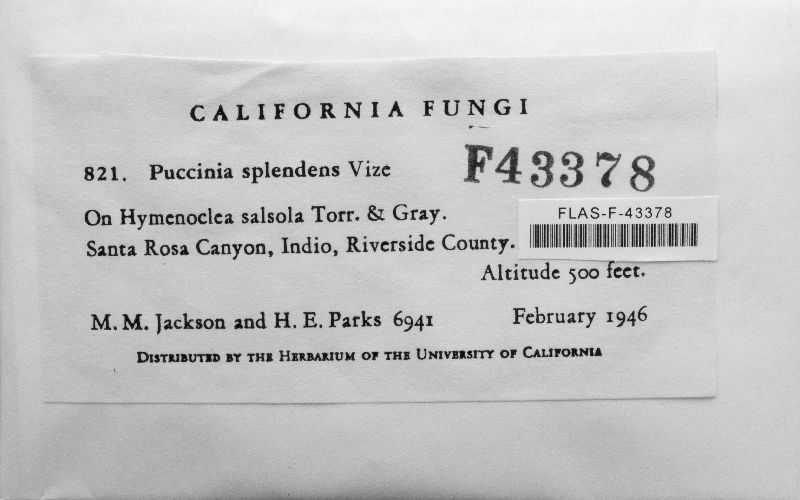 CALIFORNIA FUNGI
821. Puccinia splendens Vize
F43378
On Hymenoclea salsola Torr. & Gray.
FLAS-F-43378
Santa Rosa Canyon, Indio, Riverside County.
Altitude 500 feet.
M. M. Jackson and H. E. Parks 6941
February 1946
Distributed by the Herbarium of the University of California